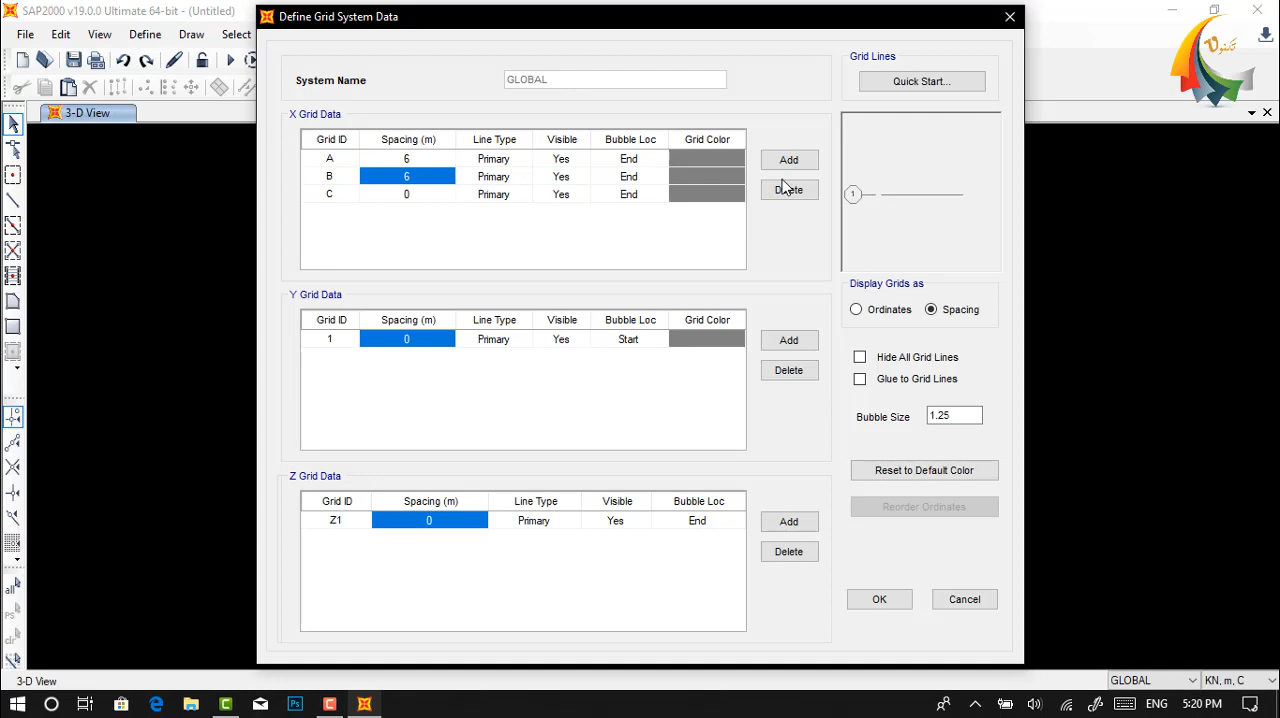 SAP2000 v19.0.0 Ultimate 64-bit - (Untitled)
File Edit View Define Draw Select
3-D View
Define Grid System Data
System Name GLOBAL
X Grid Data
Grid ID Spacing (m) Line Type Visible Bubble Loc Grid Color
A 6 Primary Yes End
B 6 Primary Yes End
C 0 Primary Yes End
Add
Delete
Y Grid Data
Grid ID Spacing (m) Line Type Visible Bubble Loc Grid Color
1 0 Primary Yes Start
Add
Delete
Z Grid Data
Grid ID Spacing (m) Line Type Visible Bubble Loc
Z1 0 Primary Yes End
Add
Delete
Grid Lines
Quick Start...
1
Display Grids as
Ordinates Spacing
Hide All Grid Lines
Glue to Grid Lines
Bubble Size 1.25
Reset to Default Color
Reorder Ordinates
OK Cancel
all
ps
clr
3-D View
GLOBAL KN, m, C
Ps
ENG 5:20 PM